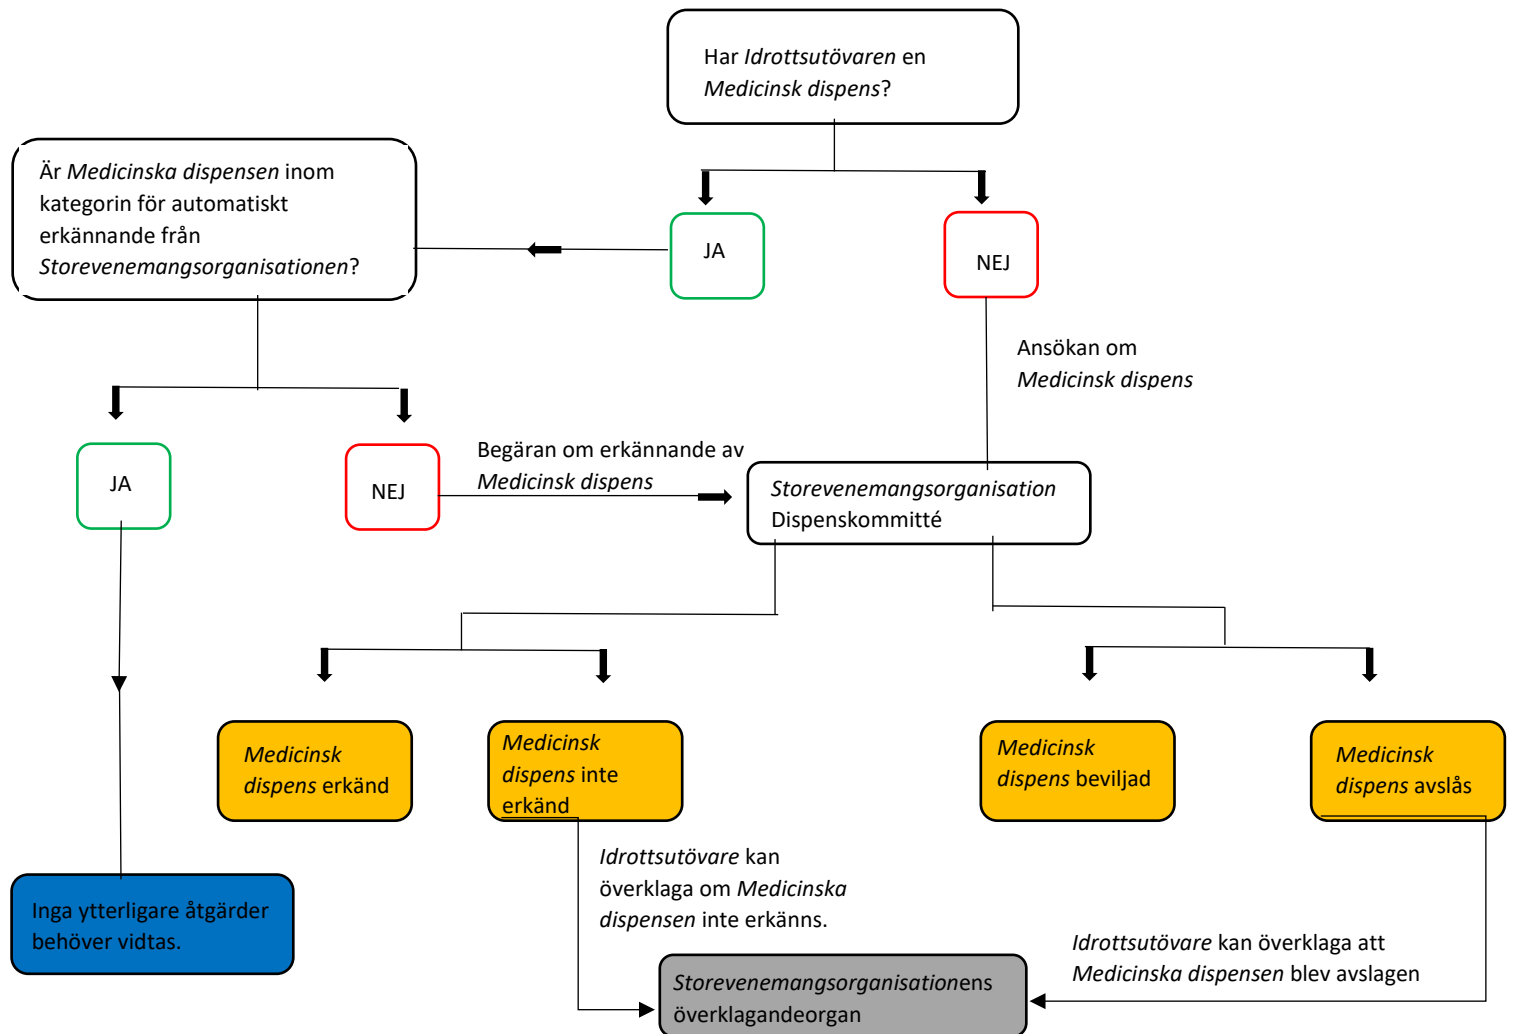 Har Idrottsutövaren en
Medicinsk dispens?
Är Medicinska dispensen inom
kategorin för automatiskt
erkännande från
Storevenemangsorganisationen?
JA
NEJ
Ansökan om
Medicinsk dispens
JA
NEJ
Begäran om erkännande av
Medicinsk dispens
Storevenemangsorganisation
Dispenskommitté
Medicinsk
dispens erkänd
Medicinsk
dispens inte
erkänd
Medicinsk
dispens beviljad
Medicinsk
dispens avslås
Idrottsutövare kan
överklaga om Medicinska
dispensen inte erkänns.
Inga ytterligare åtgärder
behöver vidtas.
Idrottsutövare kan överklaga att
Medicinska dispensen blev avslagen
Storevenemangsorganisationens
överklagandeorgan